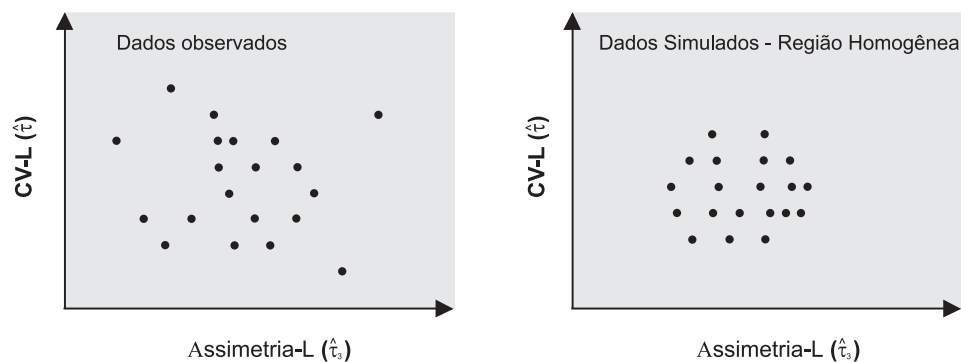 Dados observados
CV-L (τ̂)
Assimetria-L (τ̂₃)
Dados Simulados - Região Homogênea
CV-L (τ̂)
Assimetria-L (τ̂₃)